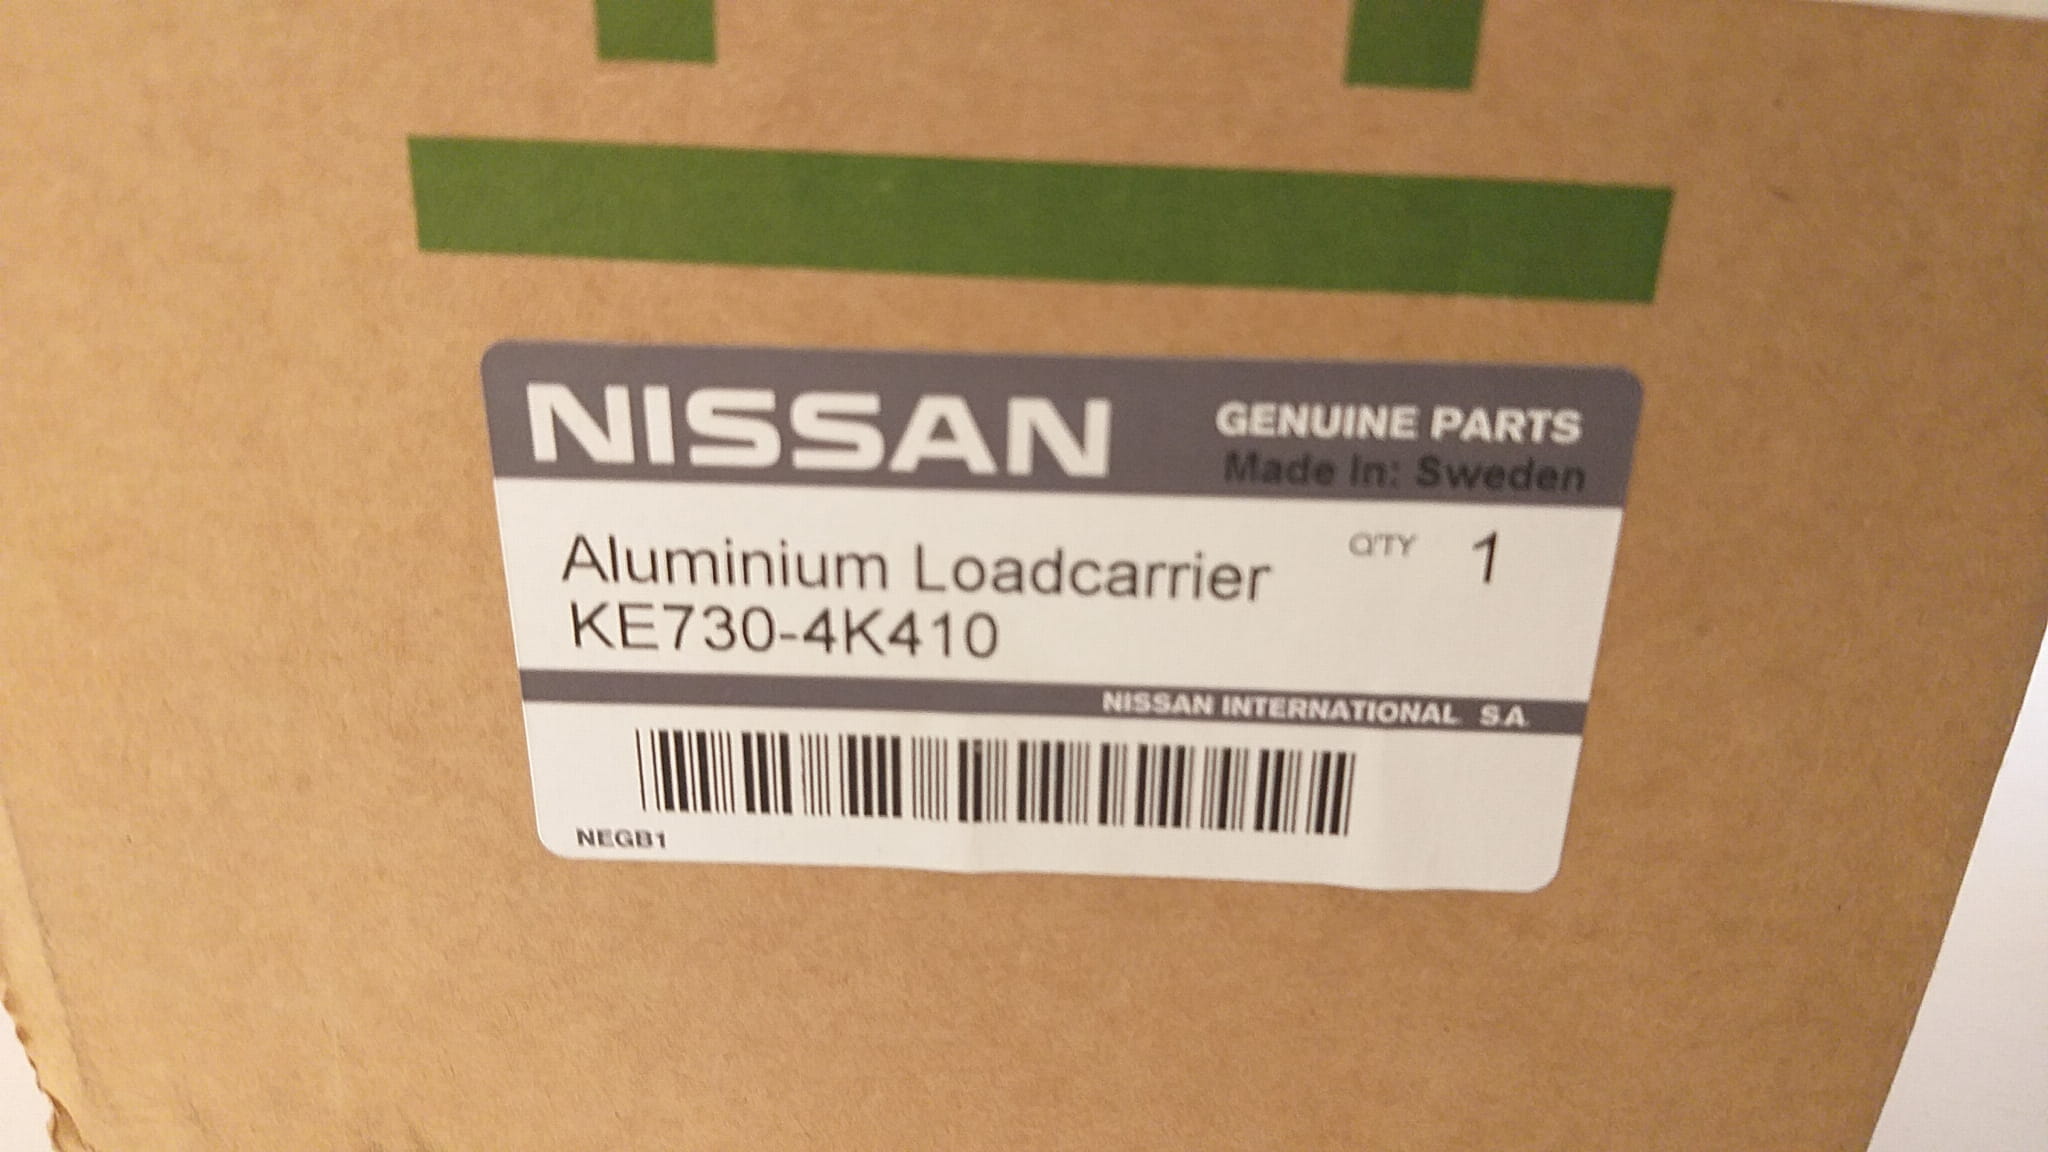 NISSAN GENUINE PARTS
Made In: Sweden
Aluminium Loadcarrier Q'TY 1
KE730-4K410
NISSAN INTERNATIONAL S.A.
NEGB1